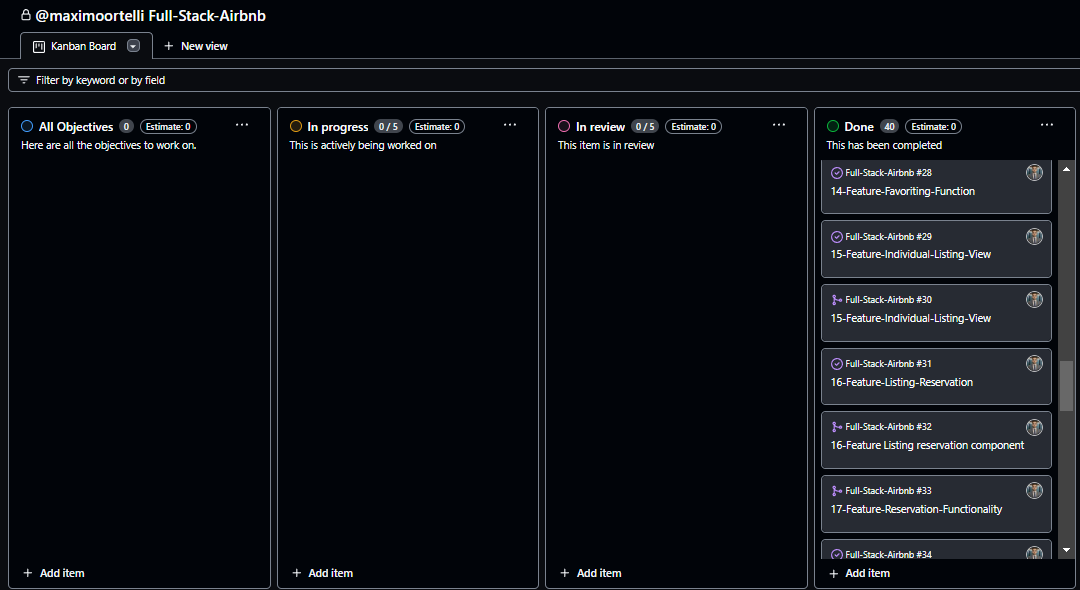 @maximoortelli Full-Stack-Airbnb
Kanban Board
New view
Filter by keyword or by field
All Objectives 0 Estimate: 0
Here are all the objectives to work on.
Add item
In progress 0 / 5 Estimate: 0
This is actively being worked on
Add item
In review 0 / 5 Estimate: 0
This item is in review
Add item
Done 40 Estimate: 0
This has been completed
Full-Stack-Airbnb #28
14-Feature-Favoriting-Function
Full-Stack-Airbnb #29
15-Feature-Individual-Listing-View
Full-Stack-Airbnb #30
15-Feature-Individual-Listing-View
Full-Stack-Airbnb #31
16-Feature-Listing-Reservation
Full-Stack-Airbnb #32
16-Feature Listing reservation component
Full-Stack-Airbnb #33
17-Feature-Reservation-Functionality
Full-Stack-Airbnb #34
Add item